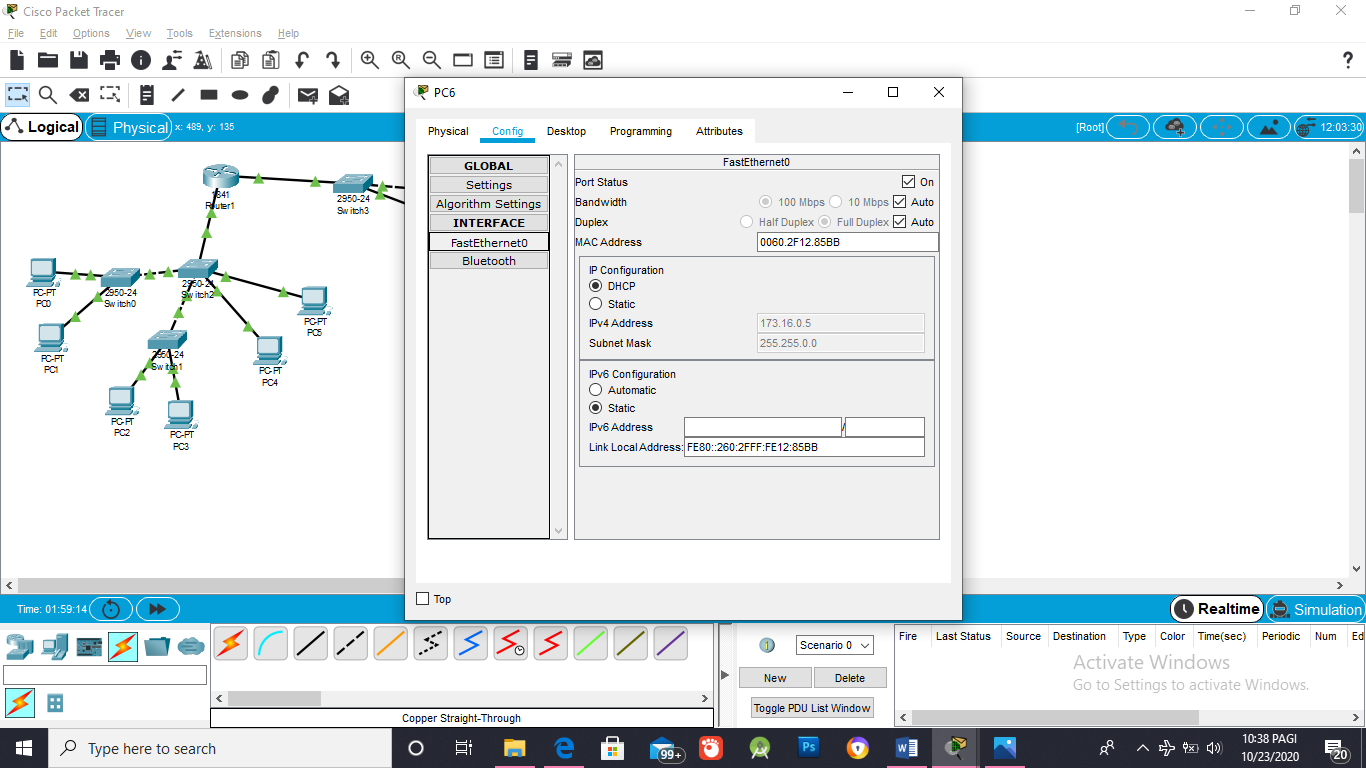 Cisco Packet Tracer
File Edit Options View Tools Extensions Help
?
PC6
Logical Physical x: 489, y: 135 [Root] 12:03:30
Physical Config Desktop Programming Attributes
GLOBAL
Settings
Algorithm Settings
INTERFACE
FastEthernet0
Bluetooth
FastEthernet0
Port Status On
Bandwidth 100 Mbps 10 Mbps Auto
Duplex Half Duplex Full Duplex Auto
MAC Address 0060.2F12.85BB
IP Configuration
DHCP
Static
IPv4 Address 173.16.0.5
Subnet Mask 255.255.0.0
IPv6 Configuration
Automatic
Static
IPv6 Address /
Link Local Address: FE80::260:2FFF:FE12:85BB
Top
1841
Router1
2950-24
Switch3
PC-PT
PC0
2950-24
Switch0
2950-24
Switch2
PC-PT
PC5
PC-PT
PC1
2950-24
Switch1
PC-PT
PC4
PC-PT
PC2
PC-PT
PC3
Time: 01:59:14 Realtime Simulation
Copper Straight-Through
Scenario 0
New Delete
Toggle PDU List Window
Fire Last Status Source Destination Type Color Time(sec) Periodic Num Ed
Activate Windows
Go to Settings to activate Windows.
Type here to search
99+
Ps
W
10:38 PAGI
10/23/2020
20